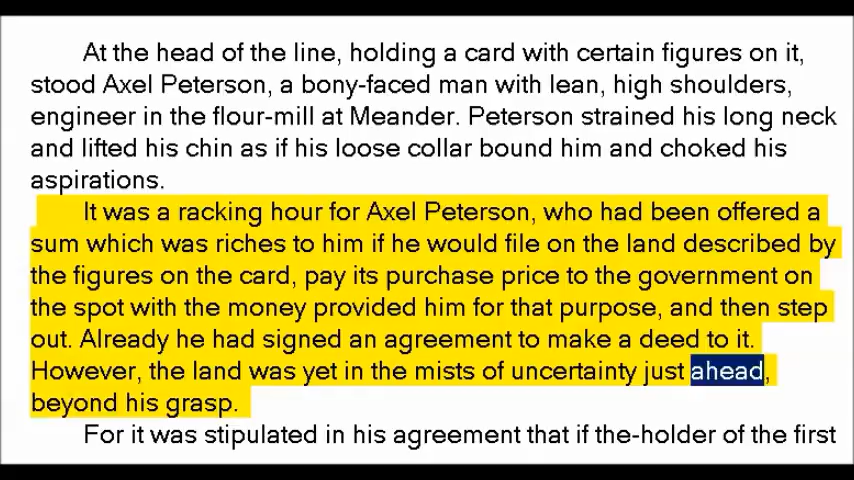 At the head of the line, holding a card with certain figures on it,
stood Axel Peterson, a bony-faced man with lean, high shoulders,
engineer in the flour-mill at Meander. Peterson strained his long neck
and lifted his chin as if his loose collar bound him and choked his
aspirations.
It was a racking hour for Axel Peterson, who had been offered a
sum which was riches to him if he would file on the land described by
the figures on the card, pay its purchase price to the government on
the spot with the money provided him for that purpose, and then step
out. Already he had signed an agreement to make a deed to it.
However, the land was yet in the mists of uncertainty just ahead,
beyond his grasp.
For it was stipulated in his agreement that if the-holder of the first